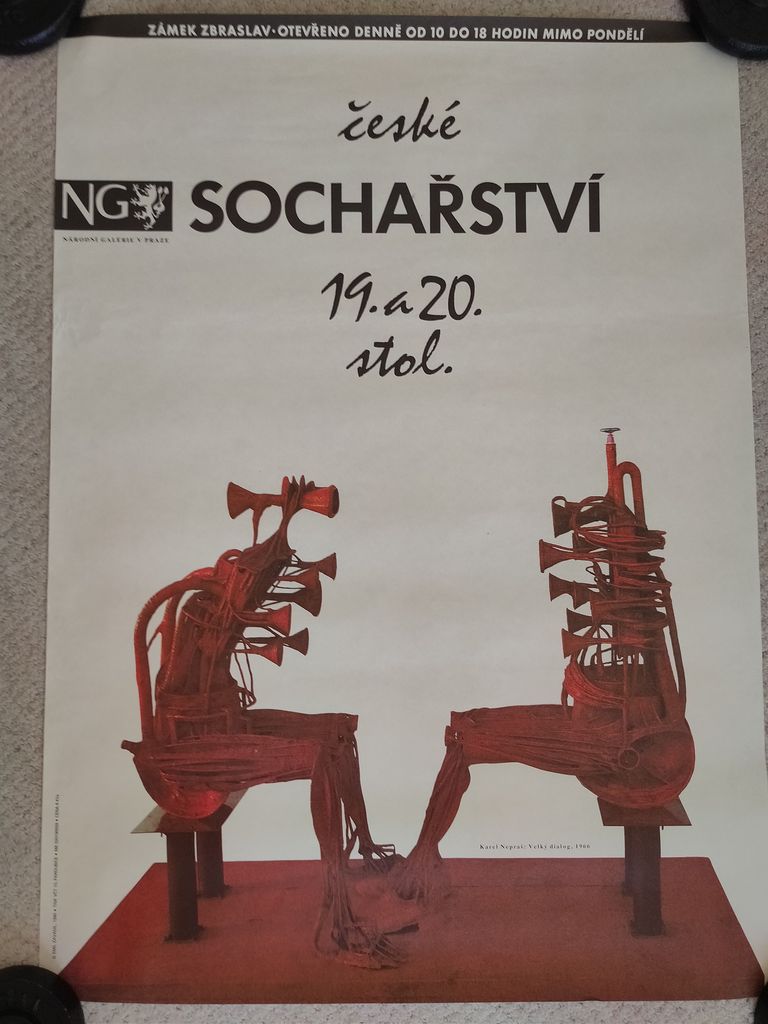 ZÁMEK ZBRASLAV•OTEVŘENO DENNĚ OD 10 DO 18 HODIN MIMO PONDĚLÍ
české
NG
SOCHAŘSTVÍ
NÁRODNÍ GALERIE V PRAZE
19. a 20.
stol.
Karel Nepraš: Velký dialog, 1966